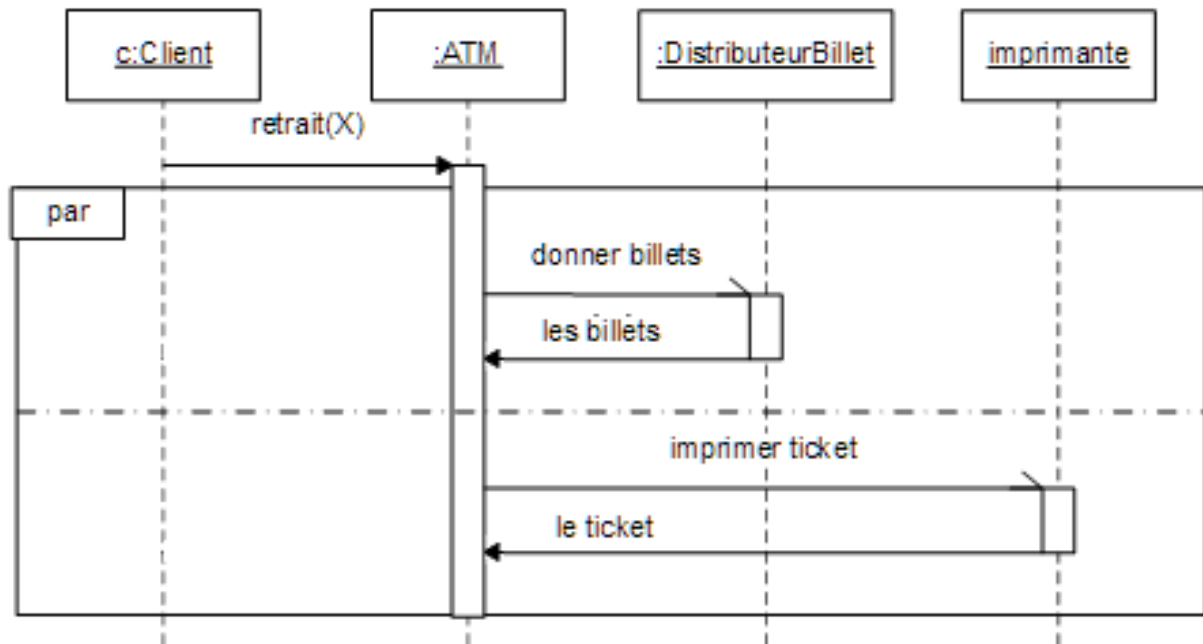 c:Client
:ATM
:DistributeurBillet
imprimante
retrait(X)
par
donner billets
les billets
imprimer ticket
le ticket